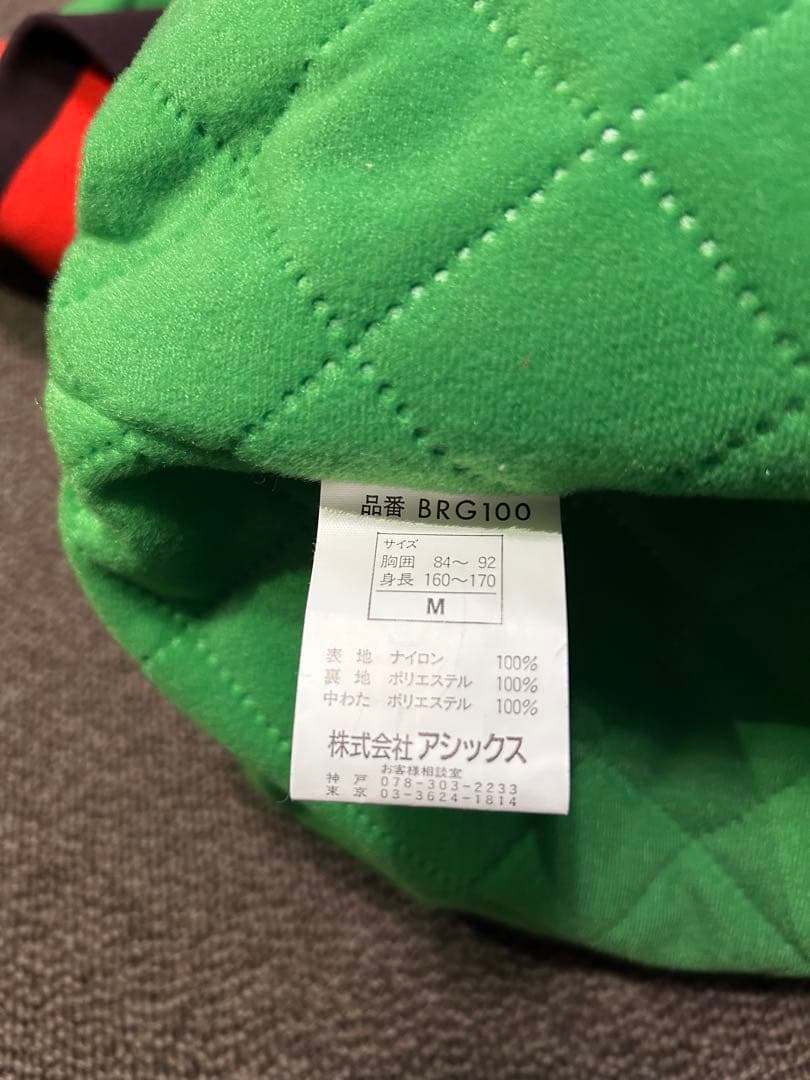 品番 BRG100
サイズ
胸囲 84〜 92
身長 160〜170
M
表 地 ナイロン 100%
裏 地 ポリエステル 100%
中わた ポリエステル 100%
株式会社 アシックス
お客様相談室
神 戸 078-303-2233
東 京 03-3624-1814